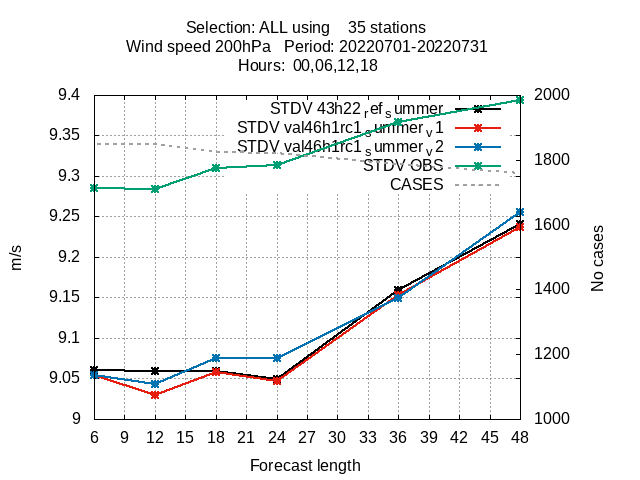 Selection: ALL using 35 stations
Wind speed 200hPa Period: 20220701-20220731
Hours: 00,06,12,18
9.4
9.35
9.3
9.25
9.2
9.15
9.1
9.05
9
m/s
STDV 43h22ref_summer
STDV val46h1rc1summerv1
STDV val46h1rc1summerv2
STDV OBS
CASES
2000
1800
1600
1400
1200
1000
No cases
6 9 12 15 18 21 24 27 30 33 36 39 42 45 48
Forecast length